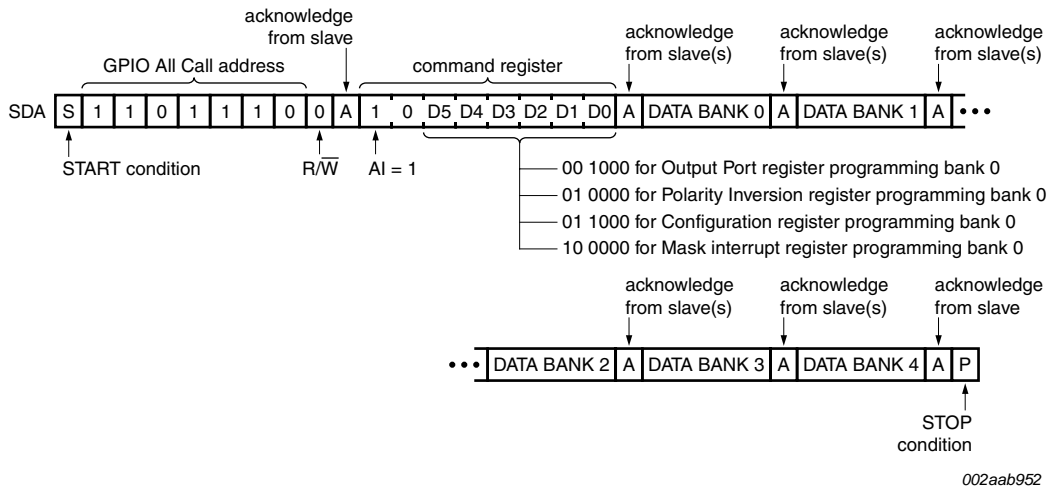 acknowledge
from slave
GPIO All Call address
command register
acknowledge
from slave(s)
acknowledge
from slave(s)
acknowledge
from slave(s)
SDA S 1 1 0 1 1 1 0 0 A 1 0 D5 D4 D3 D2 D1 D0 A DATA BANK 0 A DATA BANK 1 A •••
START condition
R/W̅
AI = 1
00 1000 for Output Port register programming bank 0
01 0000 for Polarity Inversion register programming bank 0
01 1000 for Configuration register programming bank 0
10 0000 for Mask interrupt register programming bank 0
acknowledge
from slave(s)
acknowledge
from slave(s)
acknowledge
from slave
••• DATA BANK 2 A DATA BANK 3 A DATA BANK 4 A P
STOP
condition
002aab952